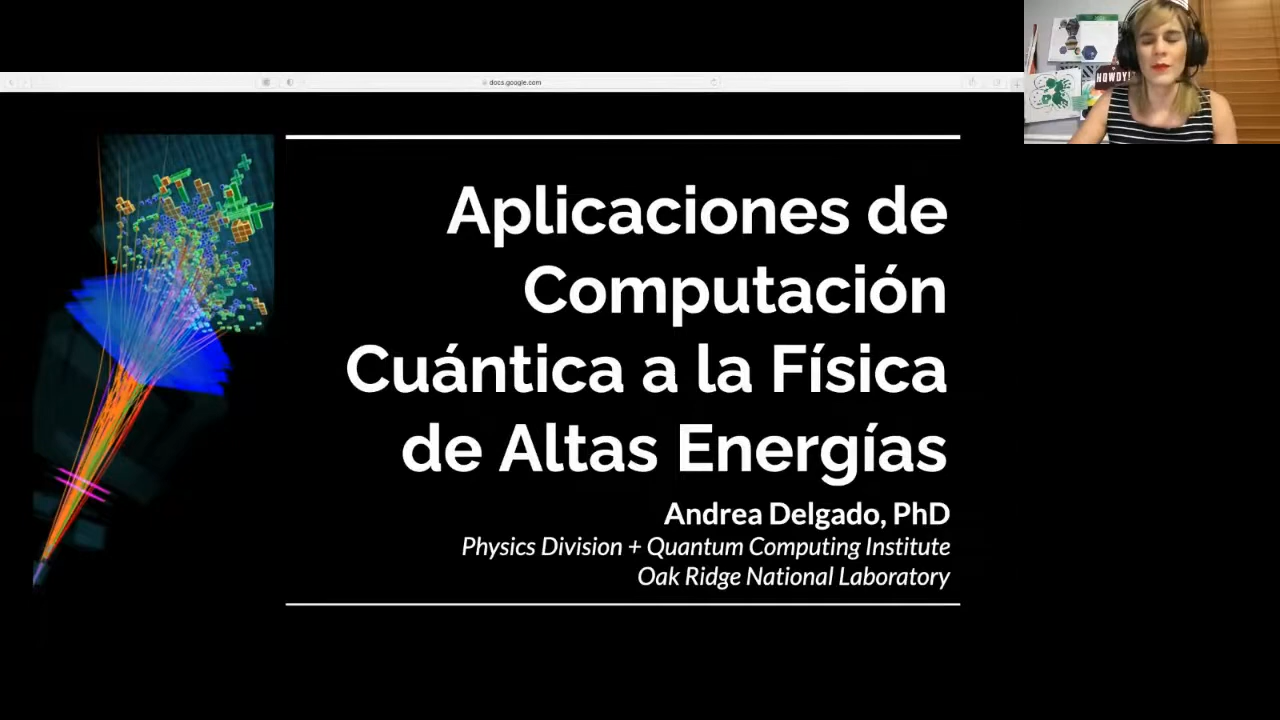 docs.google.com
HOWDY!
Aplicaciones de
Computación
Cuántica a la Física
de Altas Energías
Andrea Delgado, PhD
Physics Division + Quantum Computing Institute
Oak Ridge National Laboratory